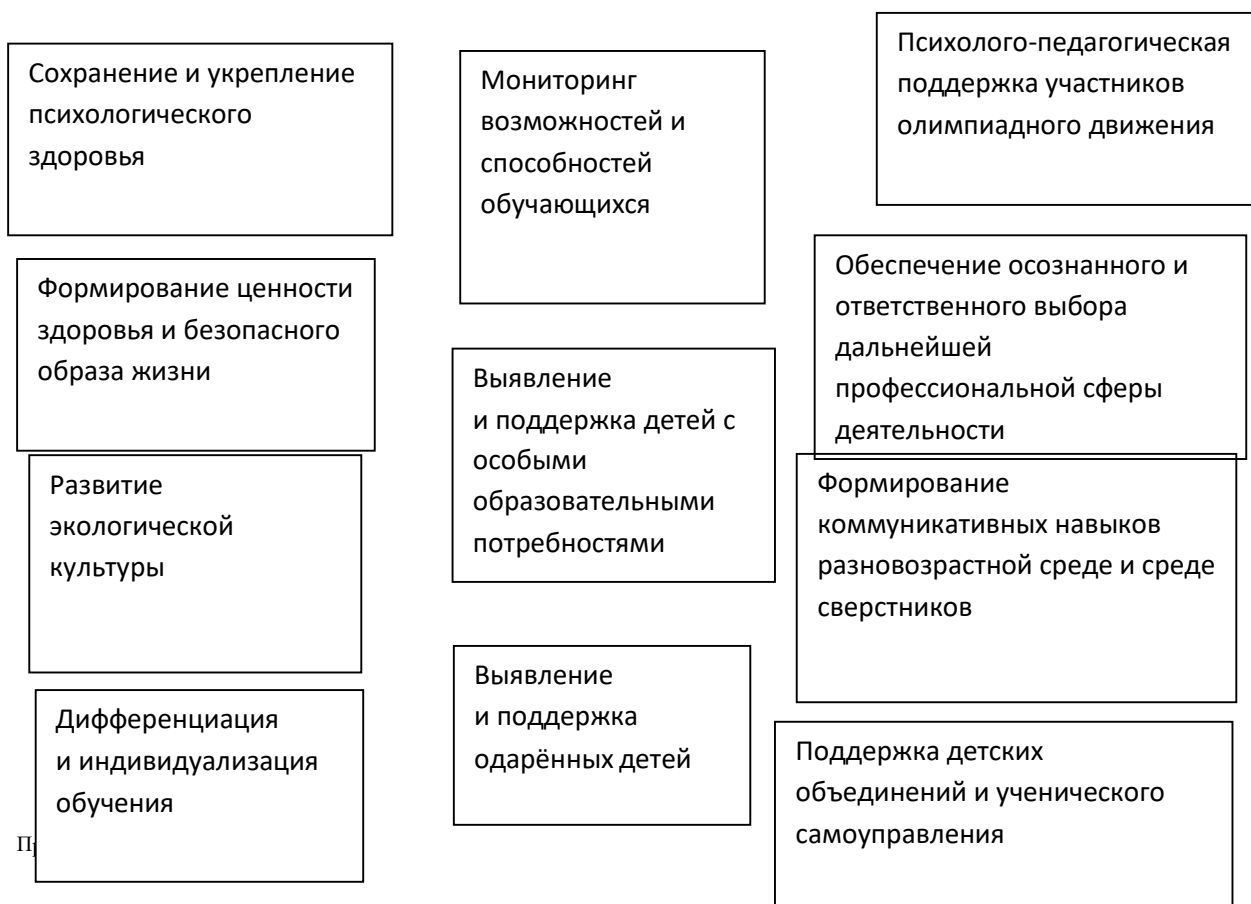 Сохранение и укрепление
психологического
здоровья
Формирование ценности
здоровья и безопасного
образа жизни
Развитие
экологической
культуры
Дифференциация
и индивидуализация
обучения
Мониторинг
возможностей и
способностей
обучающихся
Выявление
и поддержка детей с
особыми
образовательными
потребностями
Выявление
и поддержка
одарённых детей
Психолого-педагогическая
поддержка участников
олимпиадного движения
Обеспечение осознанного и
ответственного выбора
дальнейшей
профессиональной сферы
деятельности
Формирование
коммуникативных навыков
разновозрастной среде и среде
сверстников
Поддержка детских
объединений и ученического
самоуправления